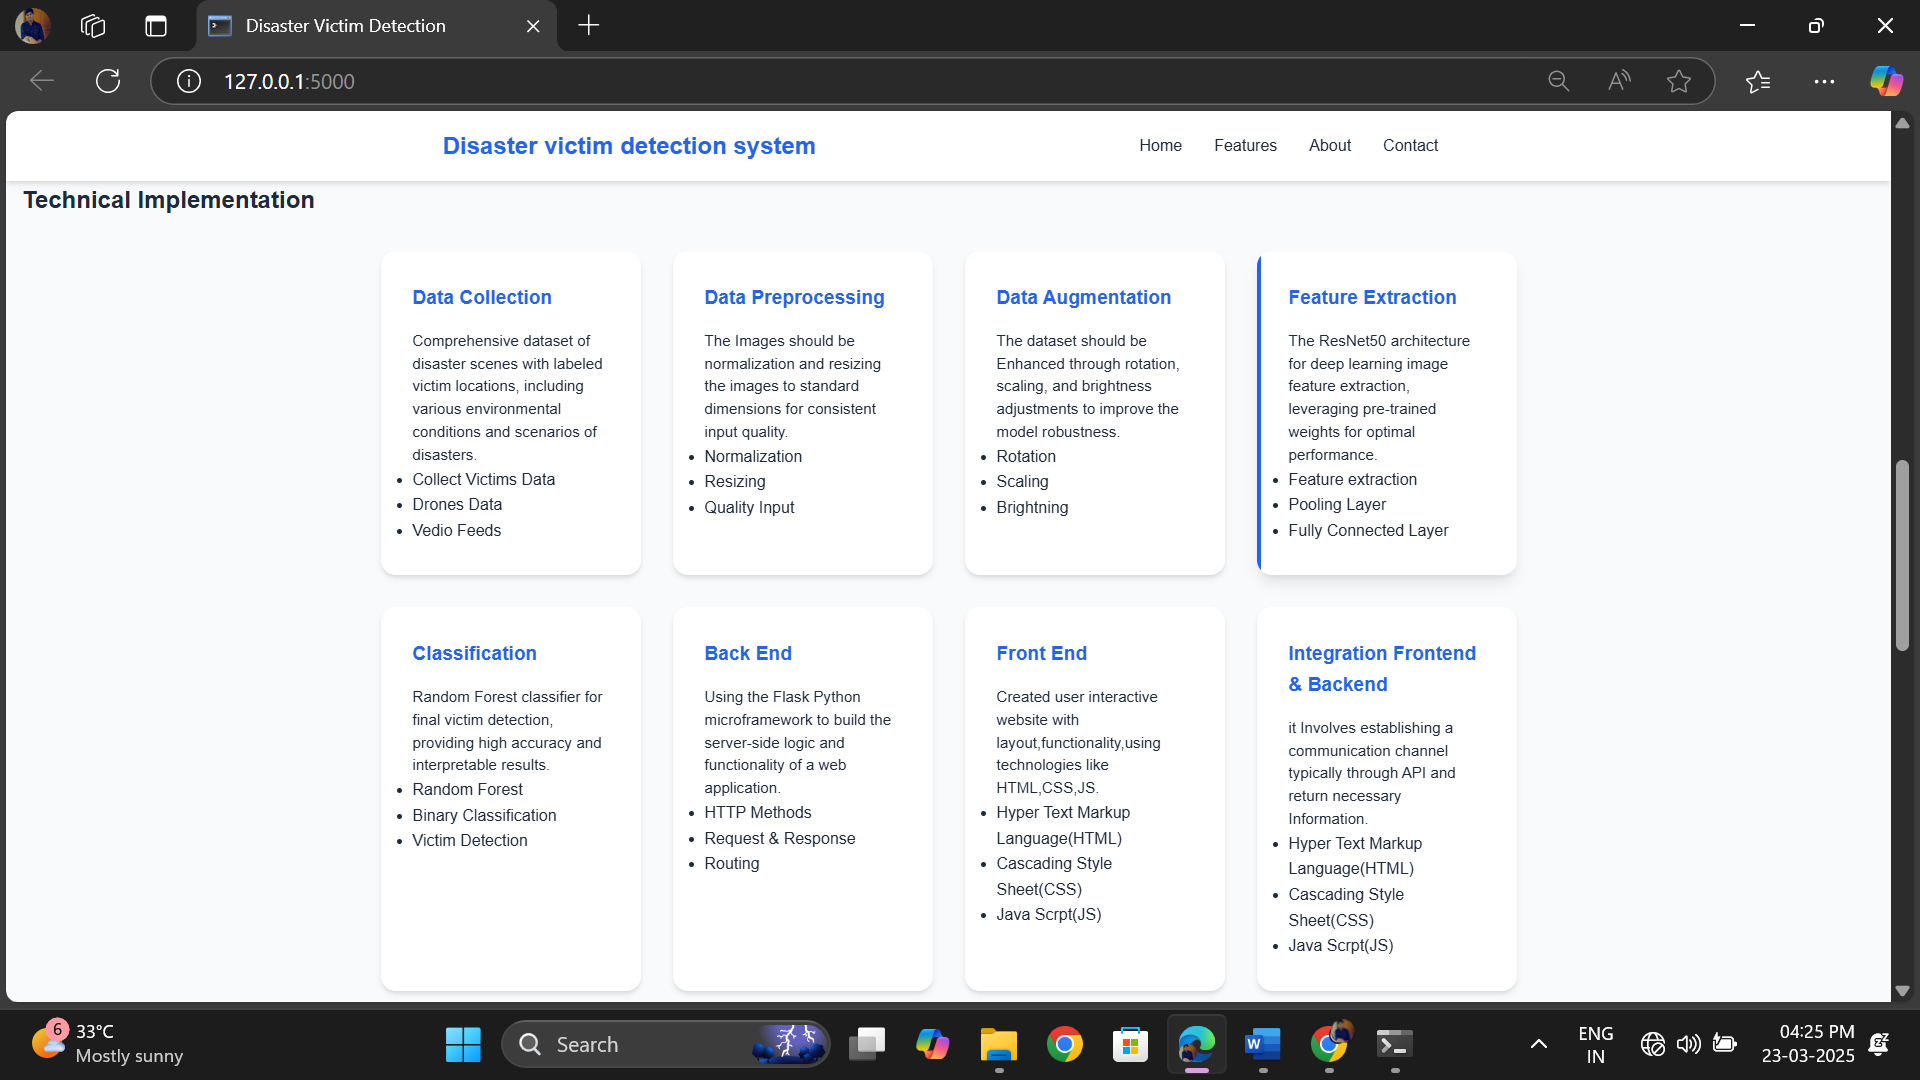 Disaster Victim Detection
127.0.0.1:5000
Disaster victim detection system
Home Features About Contact
Technical Implementation
Data Collection
Comprehensive dataset of
disaster scenes with labeled
victim locations, including
various environmental
conditions and scenarios of
disasters.
Collect Victims Data
Drones Data
Vedio Feeds
Data Preprocessing
The Images should be
normalization and resizing
the images to standard
dimensions for consistent
input quality.
Normalization
Resizing
Quality Input
Data Augmentation
The dataset should be
Enhanced through rotation,
scaling, and brightness
adjustments to improve the
model robustness.
Rotation
Scaling
Brightning
Feature Extraction
The ResNet50 architecture
for deep learning image
feature extraction,
leveraging pre-trained
weights for optimal
performance.
Feature extraction
Pooling Layer
Fully Connected Layer
Classification
Random Forest classifier for
final victim detection,
providing high accuracy and
interpretable results.
Random Forest
Binary Classification
Victim Detection
Back End
Using the Flask Python
microframework to build the
server-side logic and
functionality of a web
application.
HTTP Methods
Request & Response
Routing
Front End
Created user interactive
website with
layout,functionality,using
technologies like
HTML,CSS,JS.
Hyper Text Markup
Language(HTML)
Cascading Style
Sheet(CSS)
Java Scrpt(JS)
Integration Frontend
& Backend
it Involves establishing a
communication channel
typically through API and
return necessary
Information.
Hyper Text Markup
Language(HTML)
Cascading Style
Sheet(CSS)
Java Scrpt(JS)
6
33°C
Mostly sunny
Search
ENG
IN
04:25 PM
23-03-2025